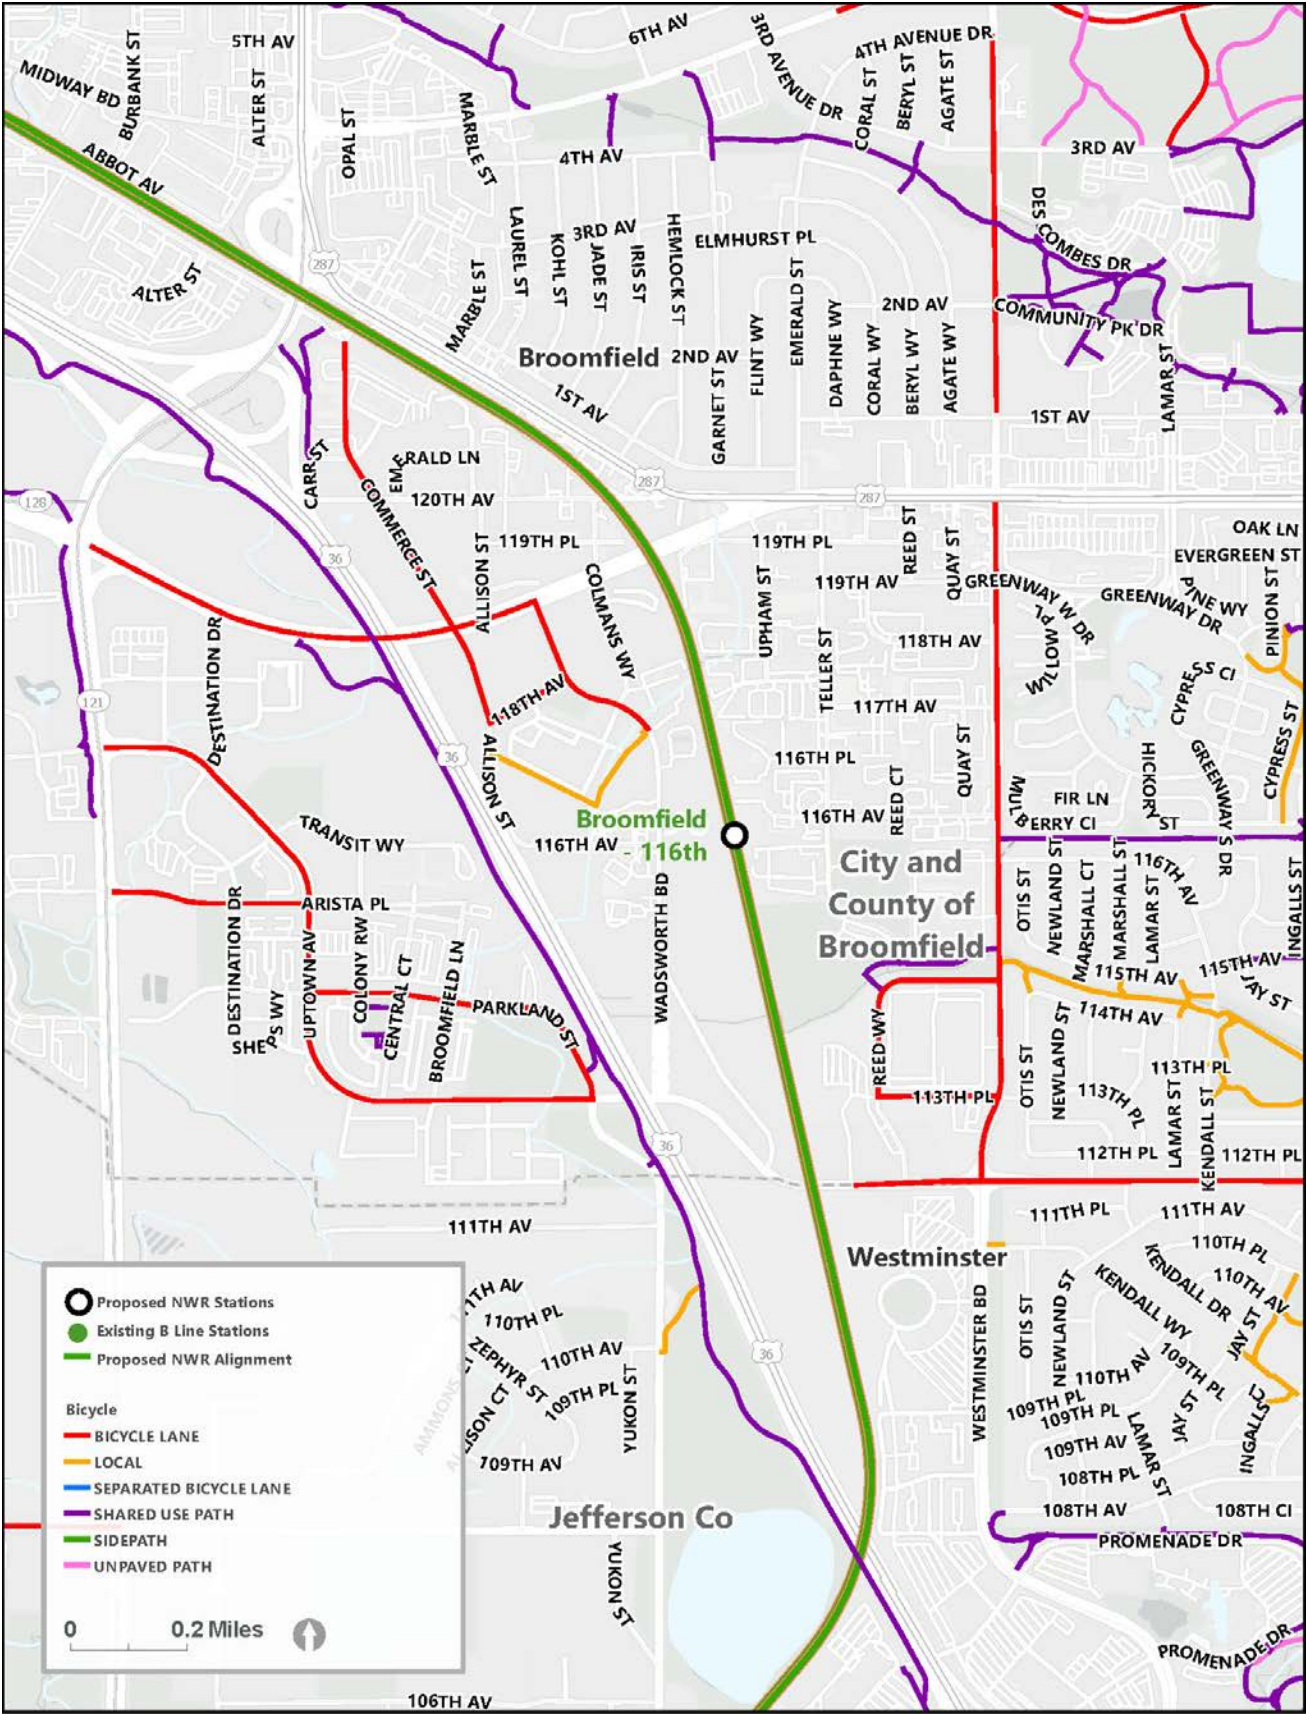 5TH AV
6TH AV
3RD AVENUE DR
4TH AVENUE DR
MIDWAY BD
BURBANK ST
ALTER ST
OPAL ST
MARBLE ST
CORAL ST
BERYL ST
AGATE ST
ABBOT AV
4TH AV
3RD AV
DES COMBES DR
LAUREL ST
KOHL ST
3RD AV
JADE ST
IRIS ST
HEMLOCK ST
ELMHURST PL
287
ALTER ST
MARBLE ST
EMERALD ST
2ND AV
COMMUNITY PK DR
Broomfield
2ND AV
FLINT WY
DAPHNE WY
CORAL WY
BERYL WY
AGATE WY
LAMAR ST
1ST AV
GARNET ST
1ST AV
CARR ST
EMERALD LN
120TH AV
287
287
128
COMMERCE ST
36
ALLISON ST
119TH PL
119TH PL
REED ST
QUAY ST
OAK LN
EVERGREEN ST
COLMANS WY
UPHAM ST
119TH AV
GREENWAY W DR
GREENWAY DR
PINE WY
PINION ST
DESTINATION DR
TELLER ST
118TH AV
WILLOW PL
CYPRESS CI
121
118TH AV
117TH AV
CYPRESS ST
36
ALLISON ST
116TH PL
QUAY ST
HICKORY ST
GREENWAY S DR
REED CT
FIR LN
MULBERRY CI
Broomfield
- 116th
116TH AV
116TH AV
TRANSIT WY
City and
County of
Broomfield
OTIS ST
NEWLAND ST
MARSHALL CT
MARSHALL ST
LAMAR ST
116TH AV
INGALLS ST
ARISTA PL
DESTINATION DR
UPTOWN AV
COLONY RW
CENTRAL CT
BROOMFIELD LN
WADSWORTH BD
115TH AV
115TH AV
JAY ST
PARKLAND ST
SHEPS WY
REED WY
114TH AV
OTIS ST
NEWLAND ST
113TH PL
113TH PL
113TH PL
LAMAR ST
KENDALL ST
36
112TH PL
112TH PL
111TH AV
111TH PL
111TH AV
Westminster
110TH PL
110TH AV
KENDALL DR
KENDALL WY
NEWLAND ST
OTIS ST
WESTMINSTER BD
JAY ST
110TH PL
ZEPHYR ST
110TH AV
36
109TH PL
110TH AV
109TH PL
YUKON ST
109TH PL
109TH PL
JAY ST
INGALLS CI
AMMONS CT
109TH AV
109TH AV
LAMAR ST
108TH PL
Jefferson Co
108TH AV
108TH CI
PROMENADE DR
YUKON ST
PROMENADE DR
106TH AV
Proposed NWR Stations
Existing B Line Stations
Proposed NWR Alignment
Bicycle
BICYCLE LANE
LOCAL
SEPARATED BICYCLE LANE
SHARED USE PATH
SIDEPATH
UNPAVED PATH
0 0.2 Miles